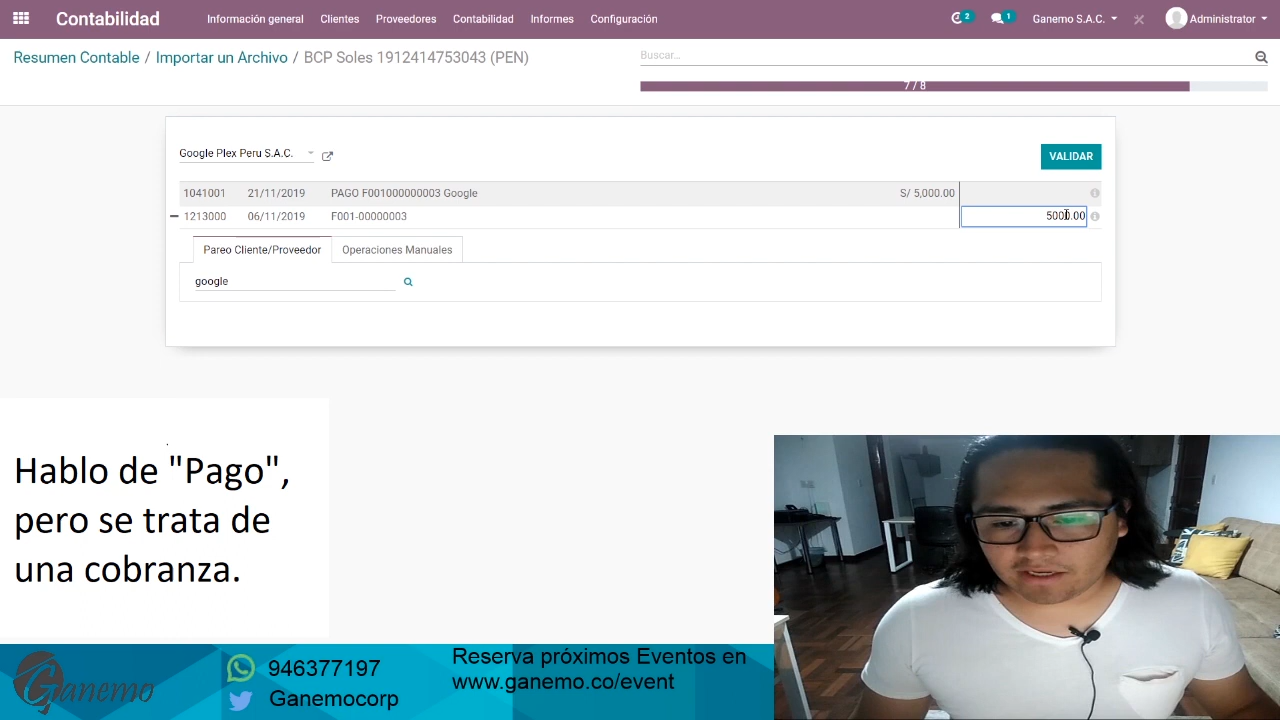 Contabilidad
Información general
Clientes
Proveedores
Contabilidad
Informes
Configuración
2
1
Ganemo S.A.C.
Administrator
Resumen Contable / Importar un Archivo / BCP Soles 1912414753043 (PEN)
Buscar...
7 / 8
Google Plex Peru S.A.C.
VALIDAR
1041001 21/11/2019 PAGO F001000000003 Google S/ 5,000.00
1213000 06/11/2019 F001-00000003 5000.00
Pareo Cliente/Proveedor
Operaciones Manuales
google
Hablo de "Pago",
pero se trata de
una cobranza.
Ganemo
946377197
Ganemocorp
Reserva próximos Eventos en
www.ganemo.co/event